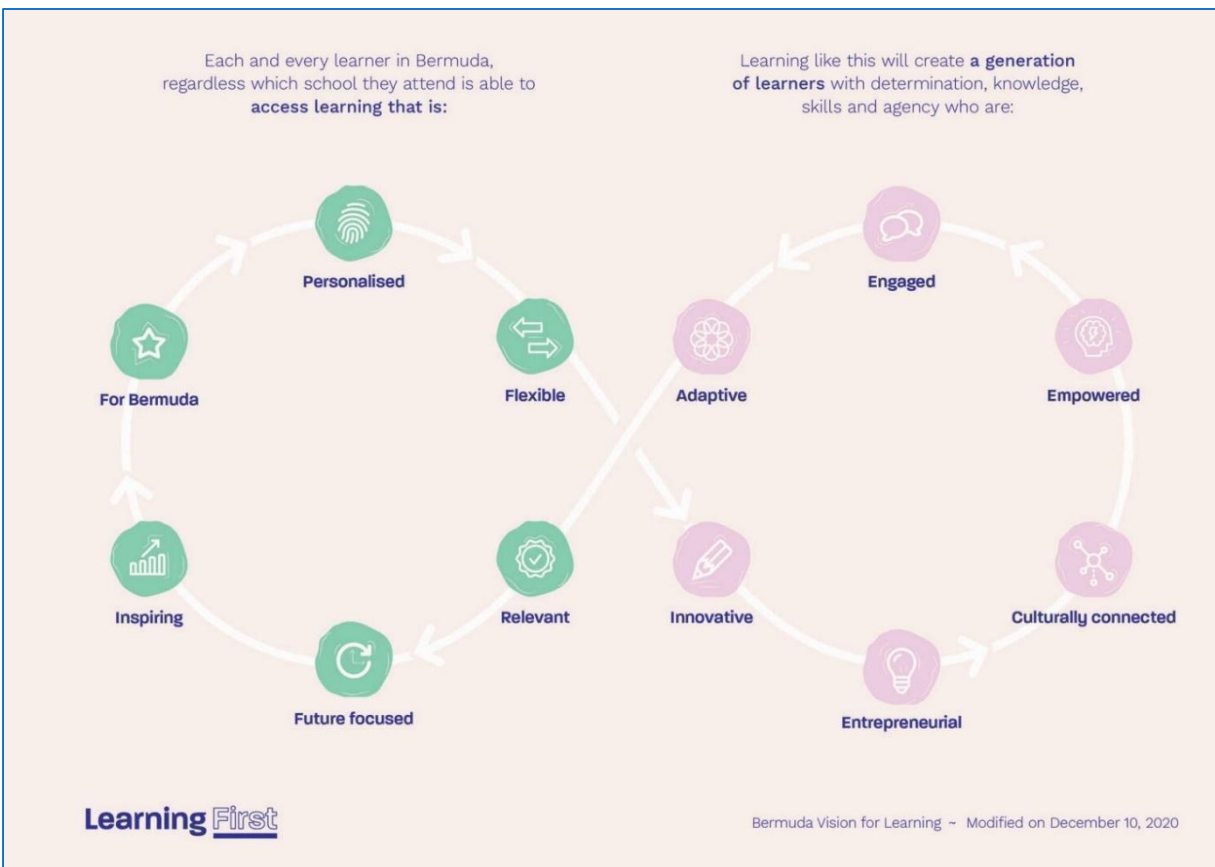 Each and every learner in Bermuda,
regardless which school they attend is able to
access learning that is:
Learning like this will create a generation
of learners with determination, knowledge,
skills and agency who are:
Personalised
Flexible
For Bermuda
Inspiring
Future focused
Relevant
Engaged
Adaptive
Empowered
Innovative
Culturally connected
Entrepreneurial
Learning First
Bermuda Vision for Learning ~ Modified on December 10, 2020